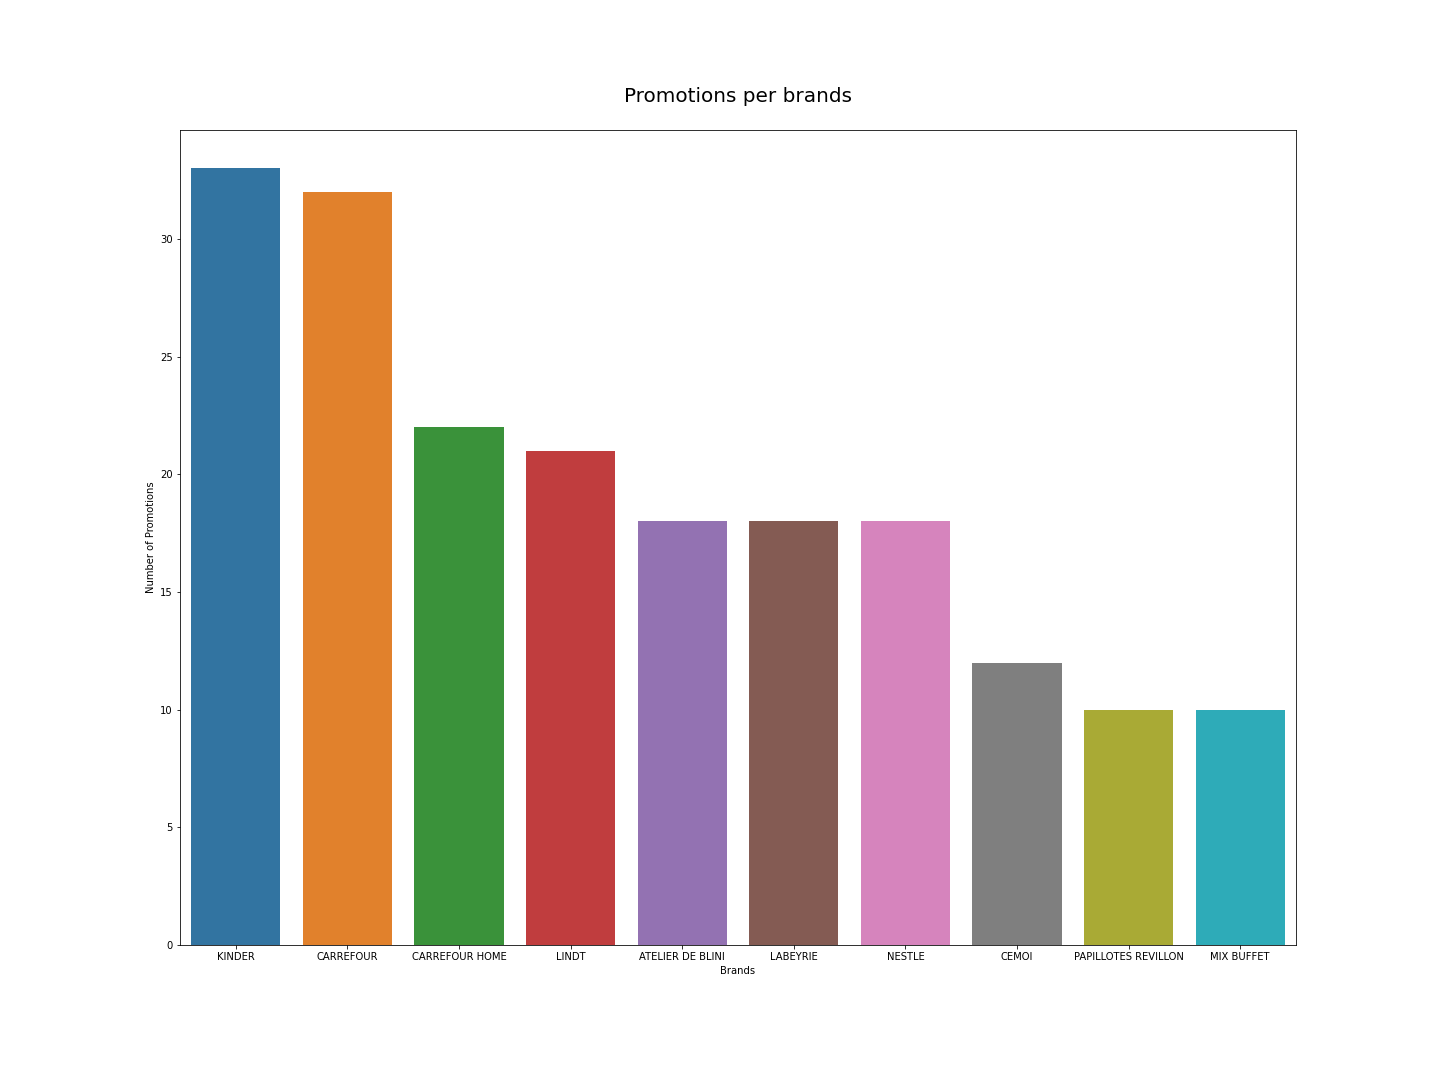 Promotions per brands
Number of Promotions
30
25
20
15
10
5
0
KINDER CARREFOUR CARREFOUR HOME LINDT ATELIER DE BLINI LABEYRIE NESTLE CEMOI PAPILLOTES REVILLON MIX BUFFET
Brands